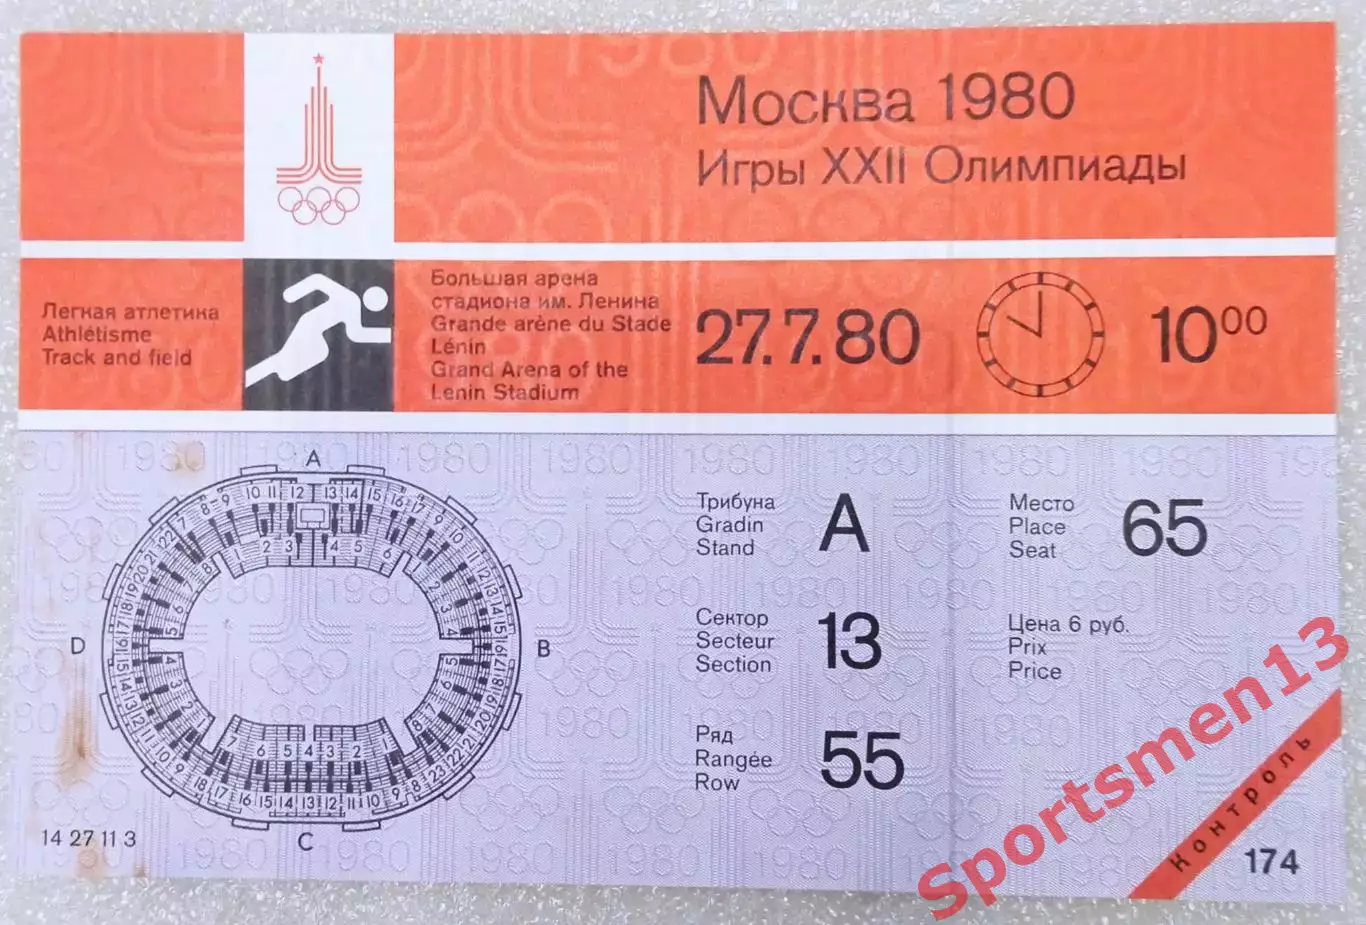 Москва 1980
Игры XXII Олимпиады
Легкая атлетика
Athlétisme
Track and field
Большая арена
стадиона им. Ленина
Grande arène du Stade
Lénin
Grand Arena of the
Lenin Stadium
27.7.80
10⁰⁰
A
B
C
D
14 27 11 3
Трибуна
Gradin
Stand
A
Место
Place
Seat
65
Сектор
Secteur
Section
13
Цена 6 руб.
Prix
Price
Ряд
Rangée
Row
55
Контроль
174
Sportsmen13